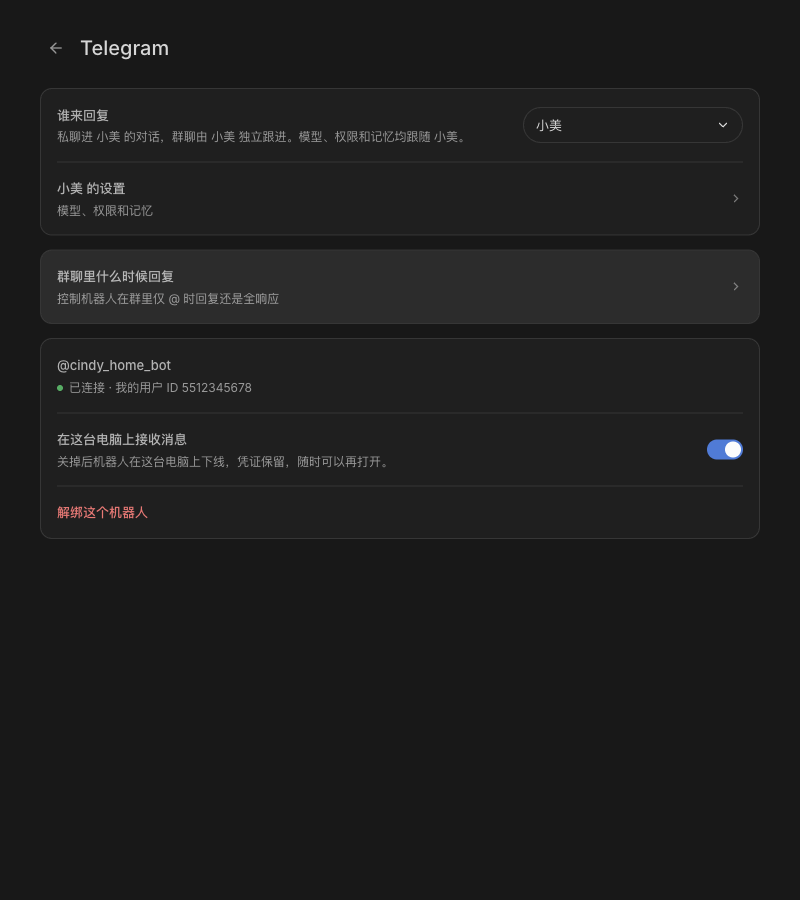 Telegram
谁来回复
私聊进 小美 的对话，群聊由 小美 独立跟进。模型、权限和记忆均跟随 小美。
小美
小美 的设置
模型、权限和记忆
群聊里什么时候回复
控制机器人在群里仅 @ 时回复还是全响应
@cindy_home_bot
已连接 · 我的用户 ID 5512345678
在这台电脑上接收消息
关掉后机器人在这台电脑上下线，凭证保留，随时可以再打开。
解绑这个机器人